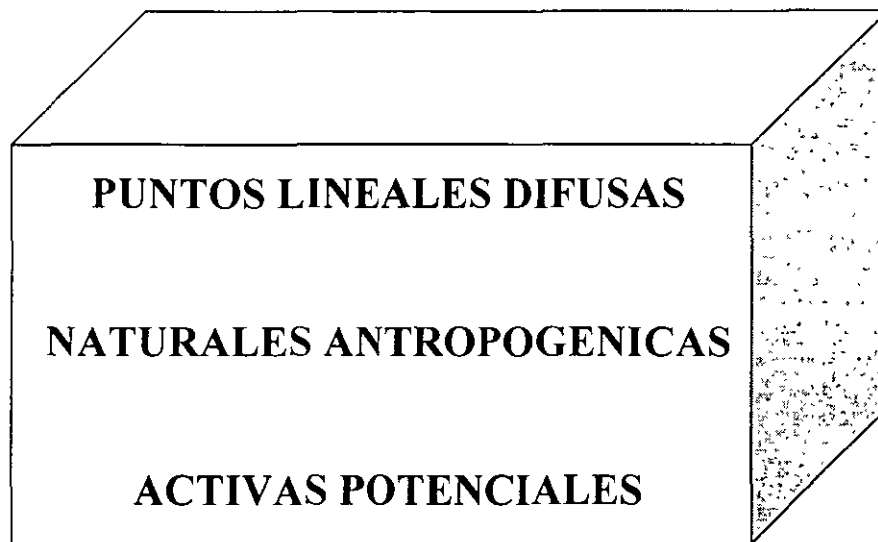 PUNTOS LINEALES DIFUSAS
NATURALES ANTROPOGENICAS
ACTIVAS POTENCIALES